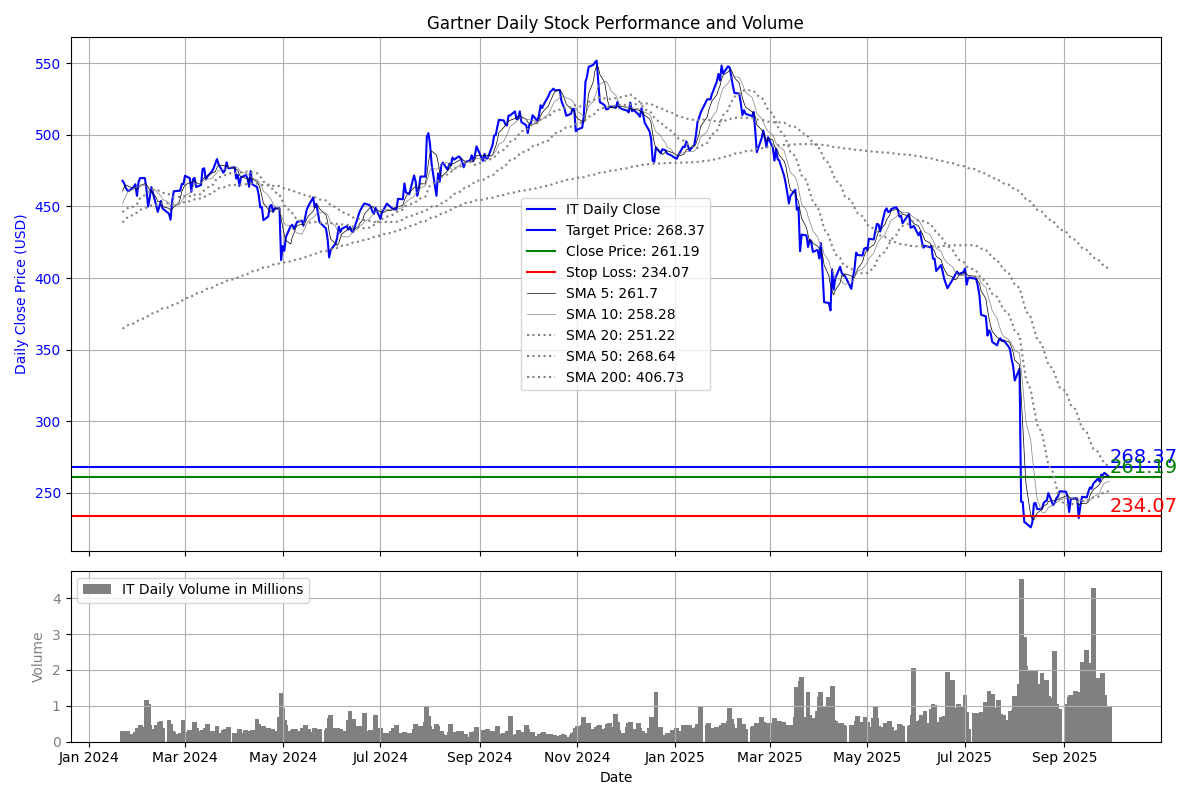 Gartner Daily Stock Performance and Volume
Daily Close Price (USD)
550
500
450
400
350
300
250
IT Daily Close
Target Price: 268.37
Close Price: 261.19
Stop Loss: 234.07
SMA 5: 261.7
SMA 10: 258.28
SMA 20: 251.22
SMA 50: 268.64
SMA 200: 406.73
268.37
261.19
234.07
IT Daily Volume in Millions
Volume
4
3
2
1
0
Jan 2024 Mar 2024 May 2024 Jul 2024 Sep 2024 Nov 2024 Jan 2025 Mar 2025 May 2025 Jul 2025 Sep 2025
Date